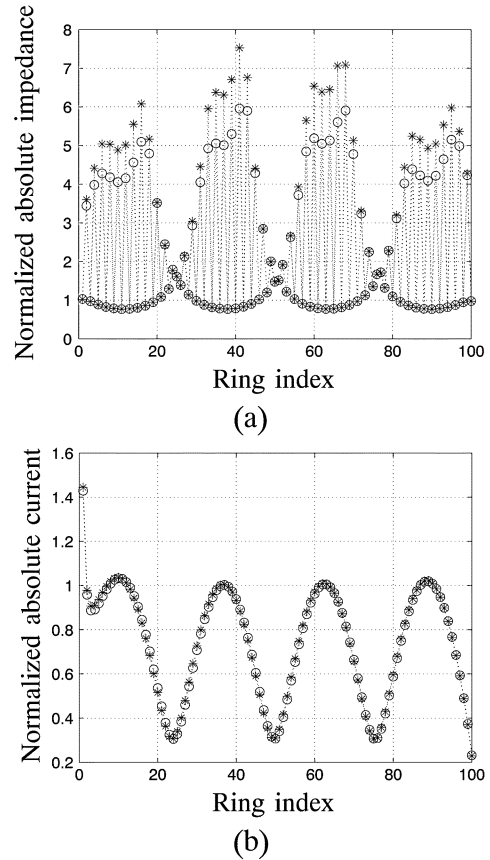 Normalized absolute impedance
8
7
6
5
4
3
2
1
0
0 20 40 60 80 100
Ring index
(a)
Normalized absolute current
1.6
1.4
1.2
1
0.8
0.6
0.4
0.2
0 20 40 60 80 100
Ring index
(b)